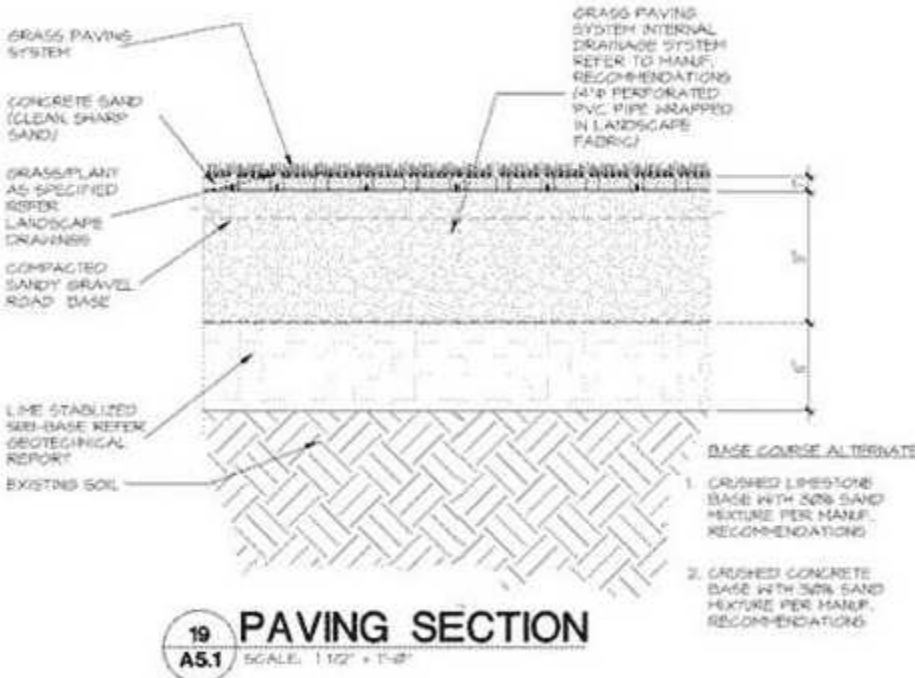 GRASS PAVING
SYSTEM
CONCRETE SAND
(CLEAN SHARP
SAND)
GRASS/PLANT
AS SPECIFIED
REFER
LANDSCAPE
DRAWINGS
COMPACTED
SANDY GRAVEL
ROAD BASE
LIME STABLIZED
SUB-BASE REFER
GEOTECHNICAL
REPORT
EXISTING SOIL
GRASS PAVING
SYSTEM INTERNAL
DRAINAGE SYSTEM
REFER TO MANUF.
RECOMMENDATIONS
(4"Φ PERFORATED
PVC PIPE WRAPPED
IN LANDSCAPE
FABRIC)
BASE COURSE ALTERNATE
1. CRUSHED LIMESTONE
BASE WITH 30% SAND
MIXTURE PER MANUF.
RECOMMENDATIONS
2. CRUSHED CONCRETE
BASE WITH 30% SAND
MIXTURE PER MANUF.
RECOMMENDATIONS
19
A5.1
PAVING SECTION
SCALE: 1 1/2" = 1'-0"